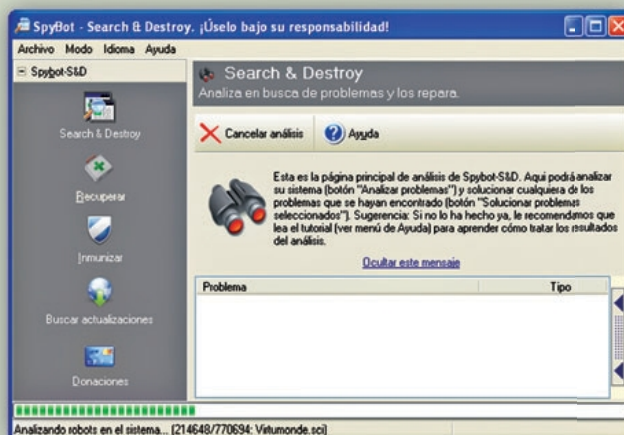 SpyBot - Search & Destroy. ¡Úselo bajo su responsabilidad!
Archivo Modo Idioma Ayuda
Spybot-S&D
Search & Destroy
Recuperar
Inmunizar
Buscar actualizaciones
Donaciones
Search & Destroy
Analiza en busca de problemas y los repara.
Cancelar análisis
Ayuda
Esta es la página principal de análisis de Spybot-S&D. Aqui podrá analizar
su sistema (botón "Analizar problemas") y solucionar cualquiera de los
problemas que se hayan encontrado (botón "Solucionar problemas
seleccionados"). Sugerencia: Si no lo ha hecho ya, le recomendamos que
lea el tutorial (ver menú de Ayuda) para aprender cómo tratar los resultados
del análisis.
Ocultar este mensaje
Problema Tipo
Analizando robots en el sistema... [214648/770694: Virtumonde.sci]